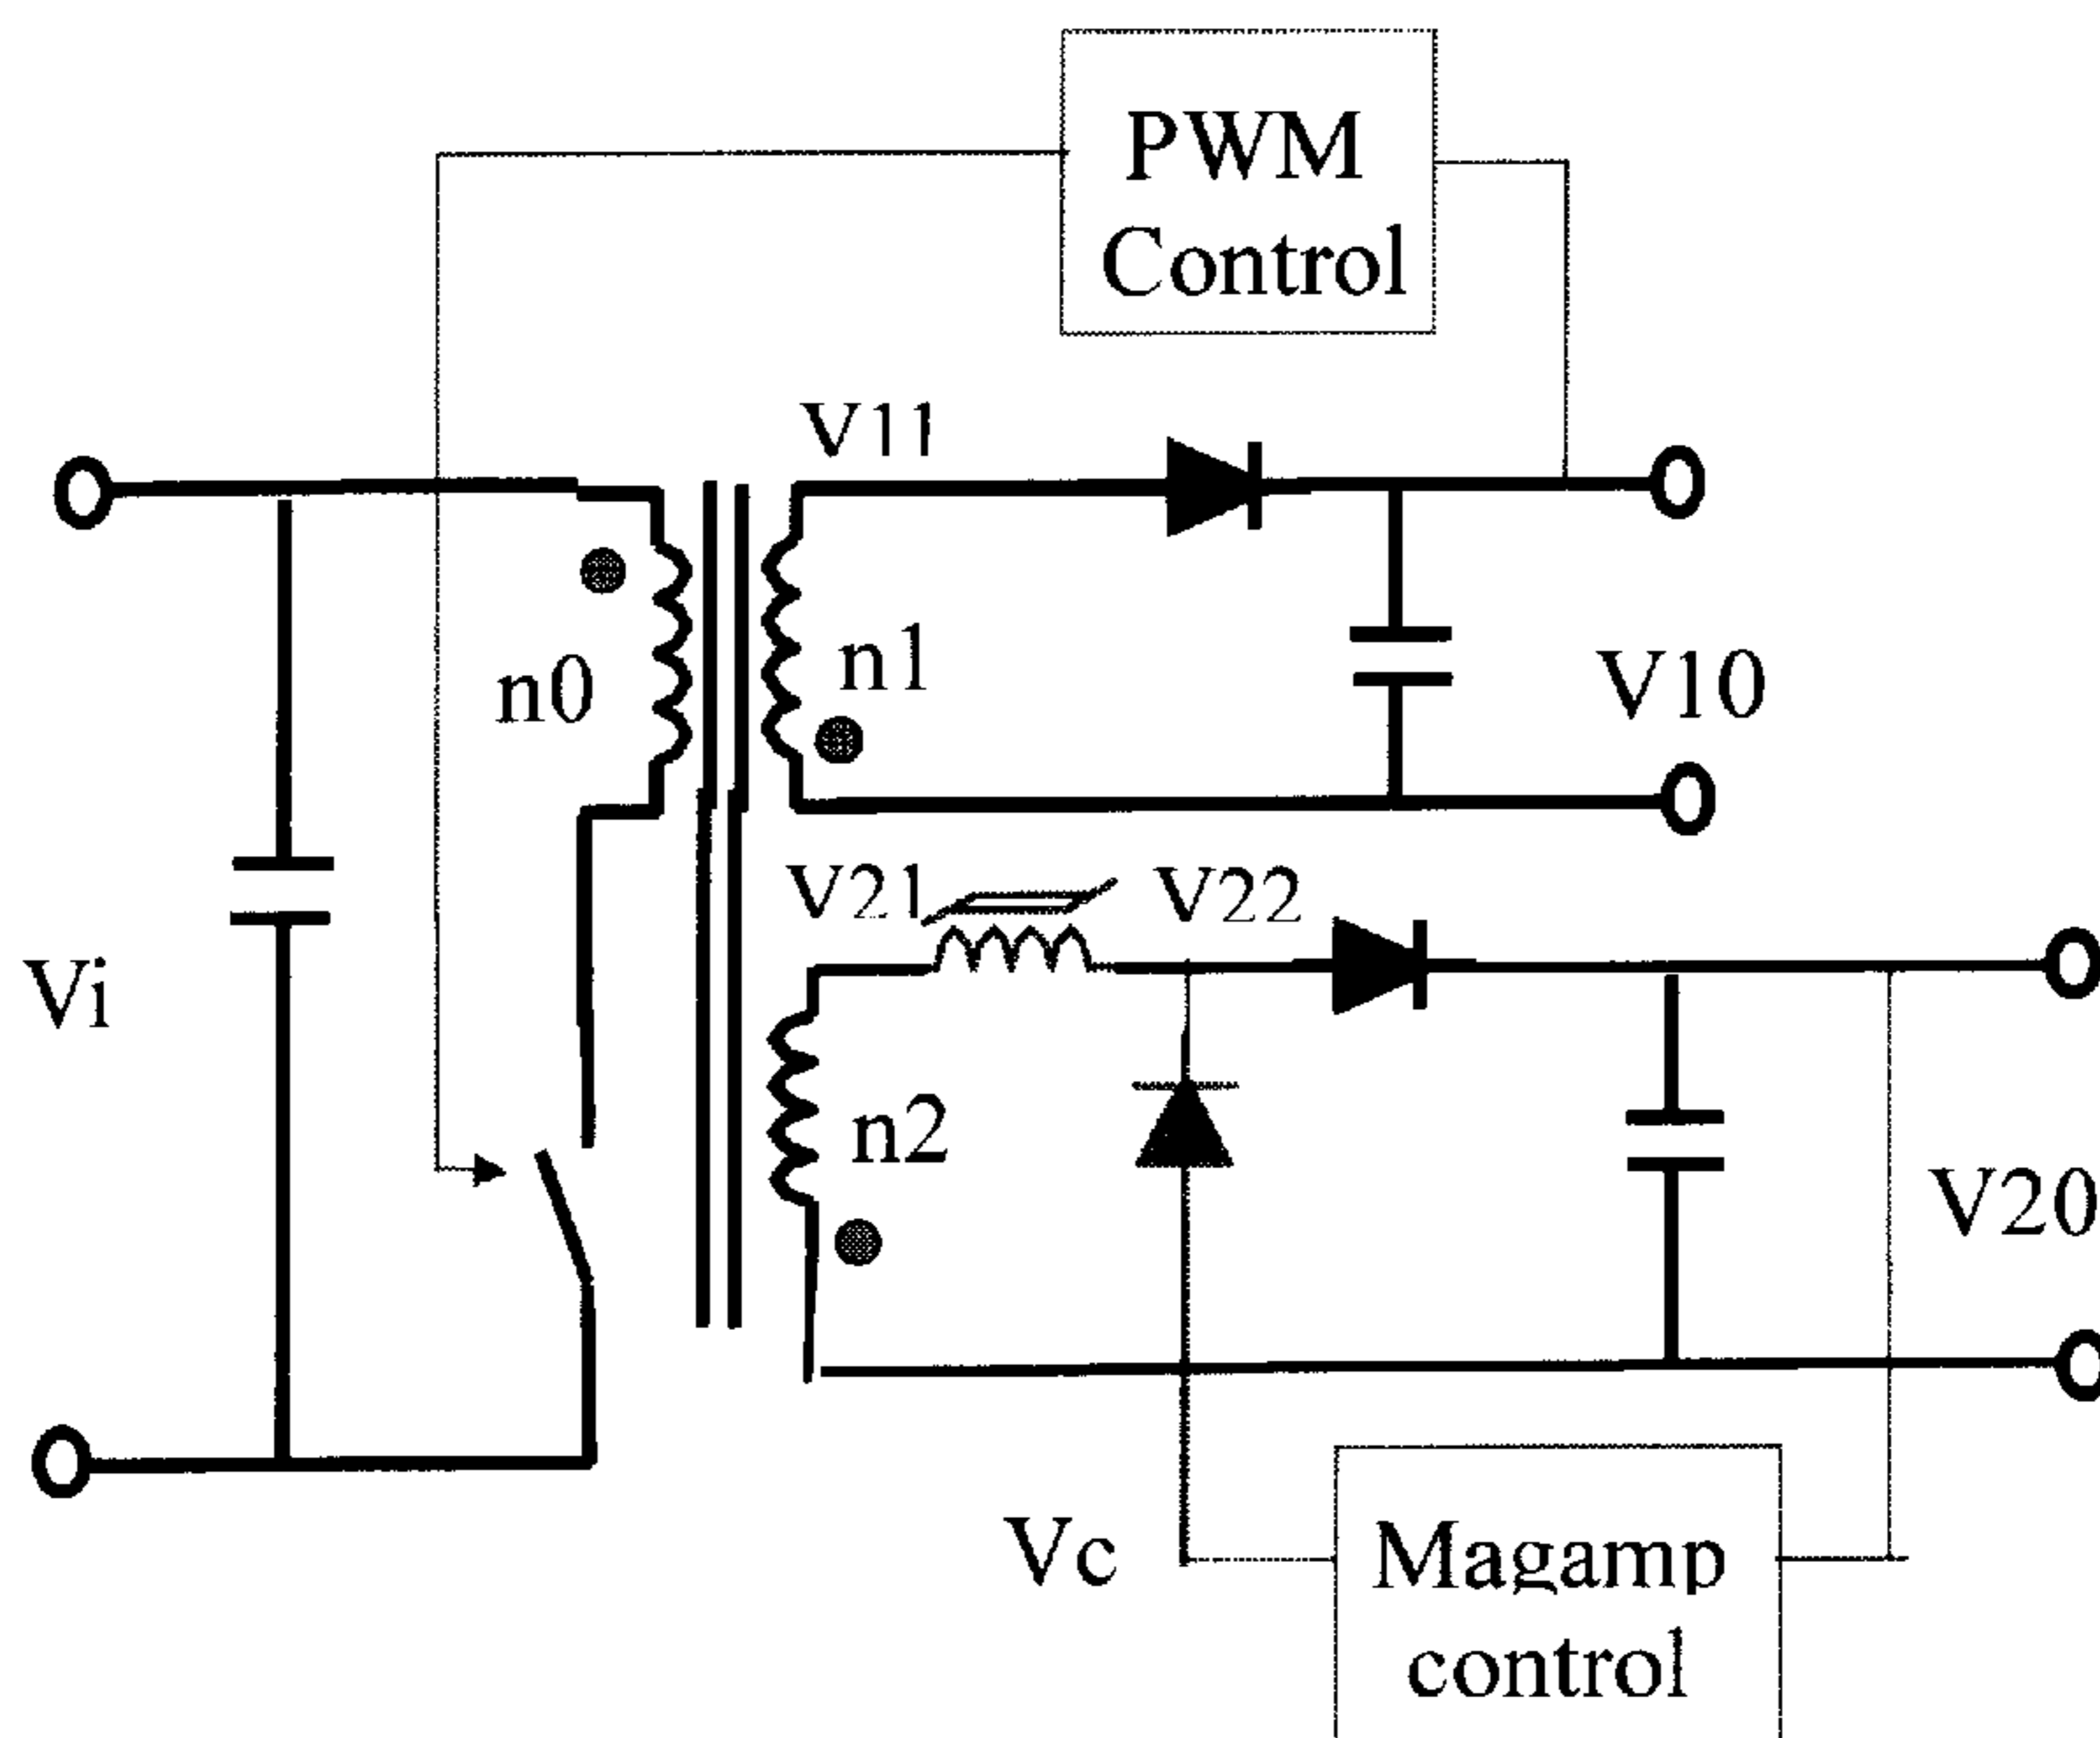 PWM
Control
V11
n0
n1
V10
V21
V22
Vi
n2
V20
Vc
Magamp
control